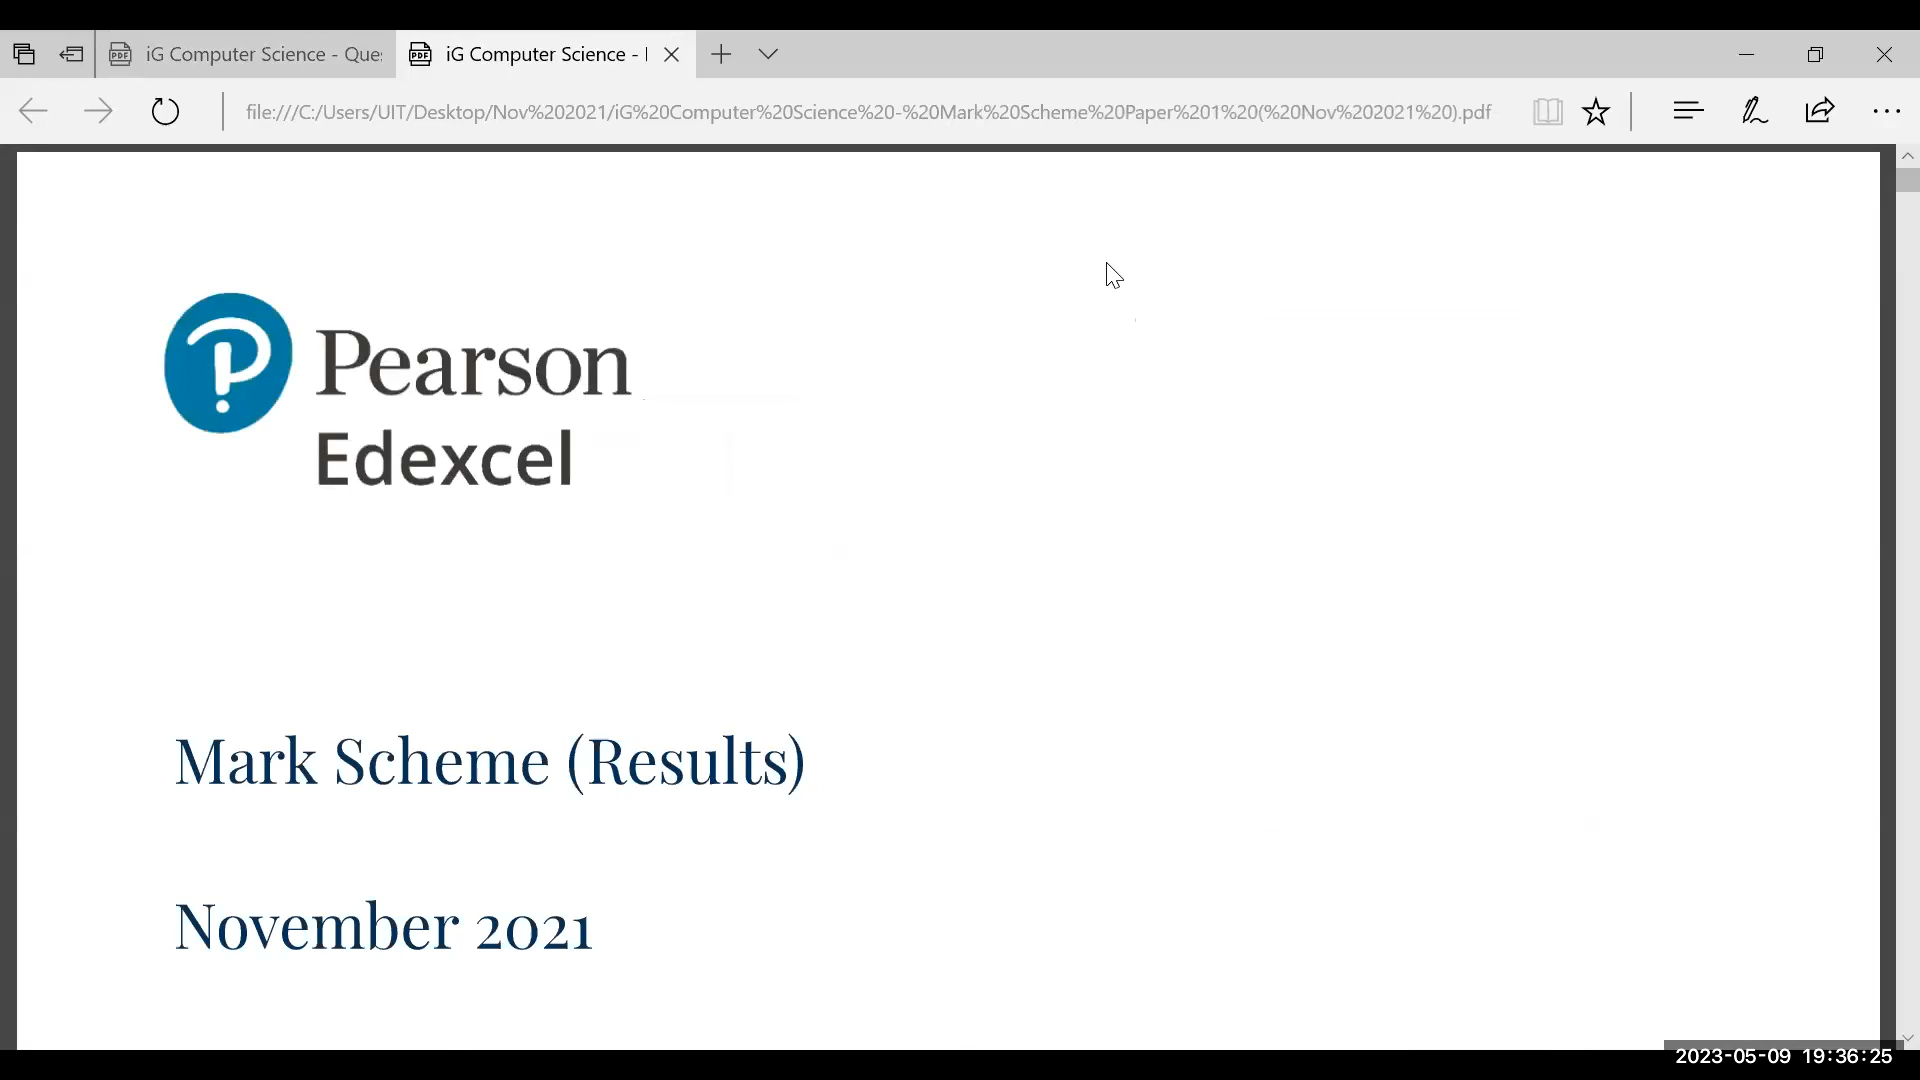 iG Computer Science - Que
iG Computer Science -
file:///C:/Users/UIT/Desktop/Nov%202021/iG%20Computer%20Science%20-%20Mark%20Scheme%20Paper%201%20(%20Nov%202021%20).pdf
Pearson
Edexcel
Mark Scheme (Results)
November 2021
2023-05-09 19:36:25